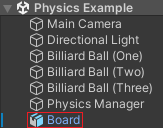 Physics Example
Main Camera
Directional Light
Billiard Ball (One)
Billiard Ball (Two)
Billiard Ball (Three)
Physics Manager
Board